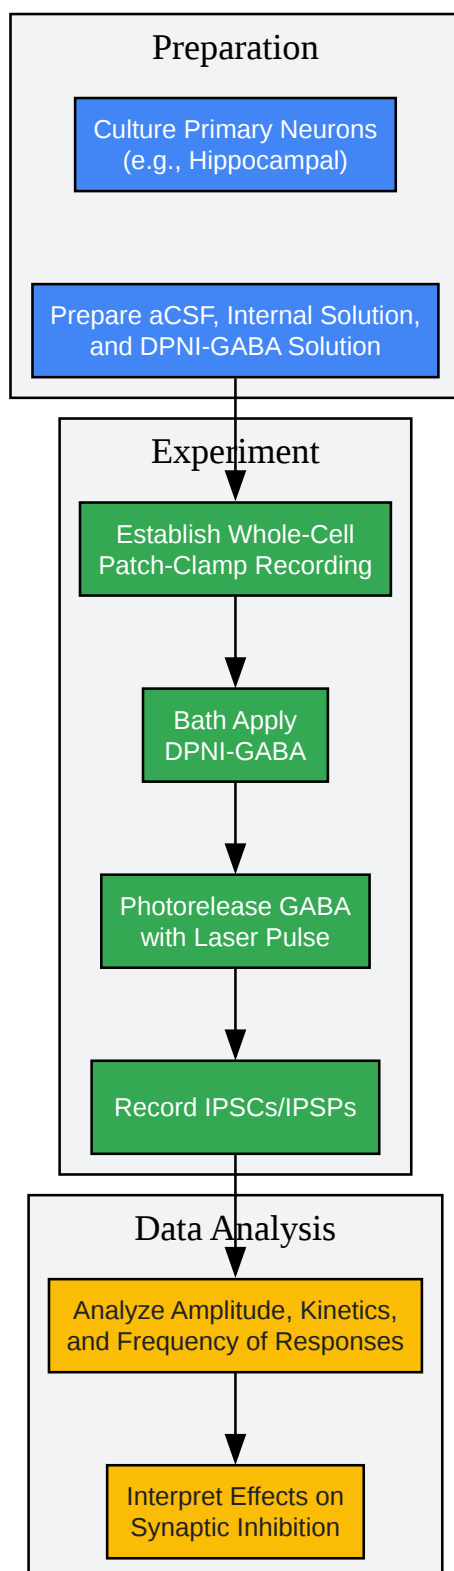 Preparation
Culture Primary Neurons
(e.g., Hippocampal)
Prepare aCSF, Internal Solution,
and DPNI-GABA Solution
Experiment
Establish Whole-Cell
Patch-Clamp Recording
Bath Apply
DPNI-GABA
Photorelease GABA
with Laser Pulse
Record IPSCs/IPSPs
Data Analysis
Analyze Amplitude, Kinetics,
and Frequency of Responses
Interpret Effects on
Synaptic Inhibition